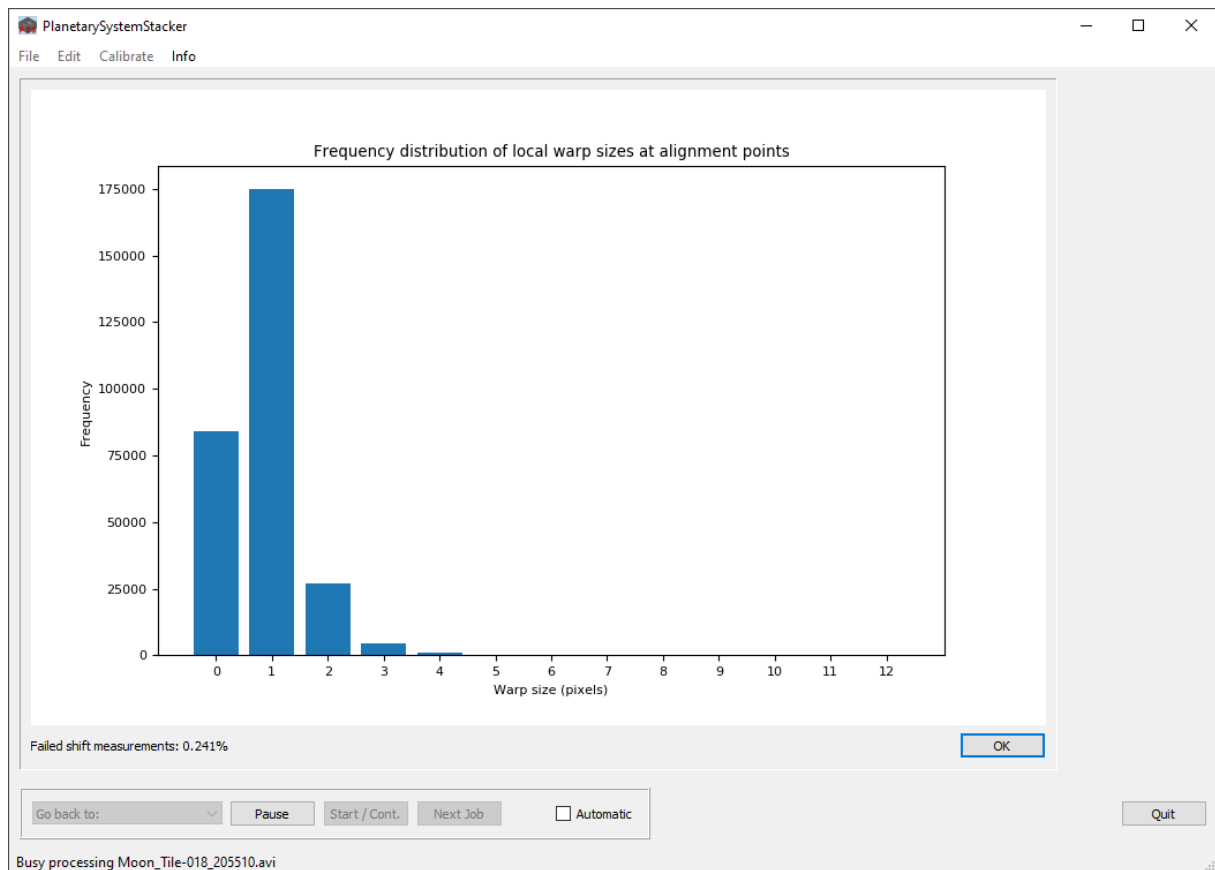 PlanetarySystemStacker
File Edit Calibrate Info
Frequency distribution of local warp sizes at alignment points
175000
150000
125000
100000
75000
50000
25000
0
Frequency
0 1 2 3 4 5 6 7 8 9 10 11 12
Warp size (pixels)
Failed shift measurements: 0.241%
OK
Go back to: Pause Start / Cont. Next Job Automatic Quit
Busy processing Moon_Tile-018_205510.avi